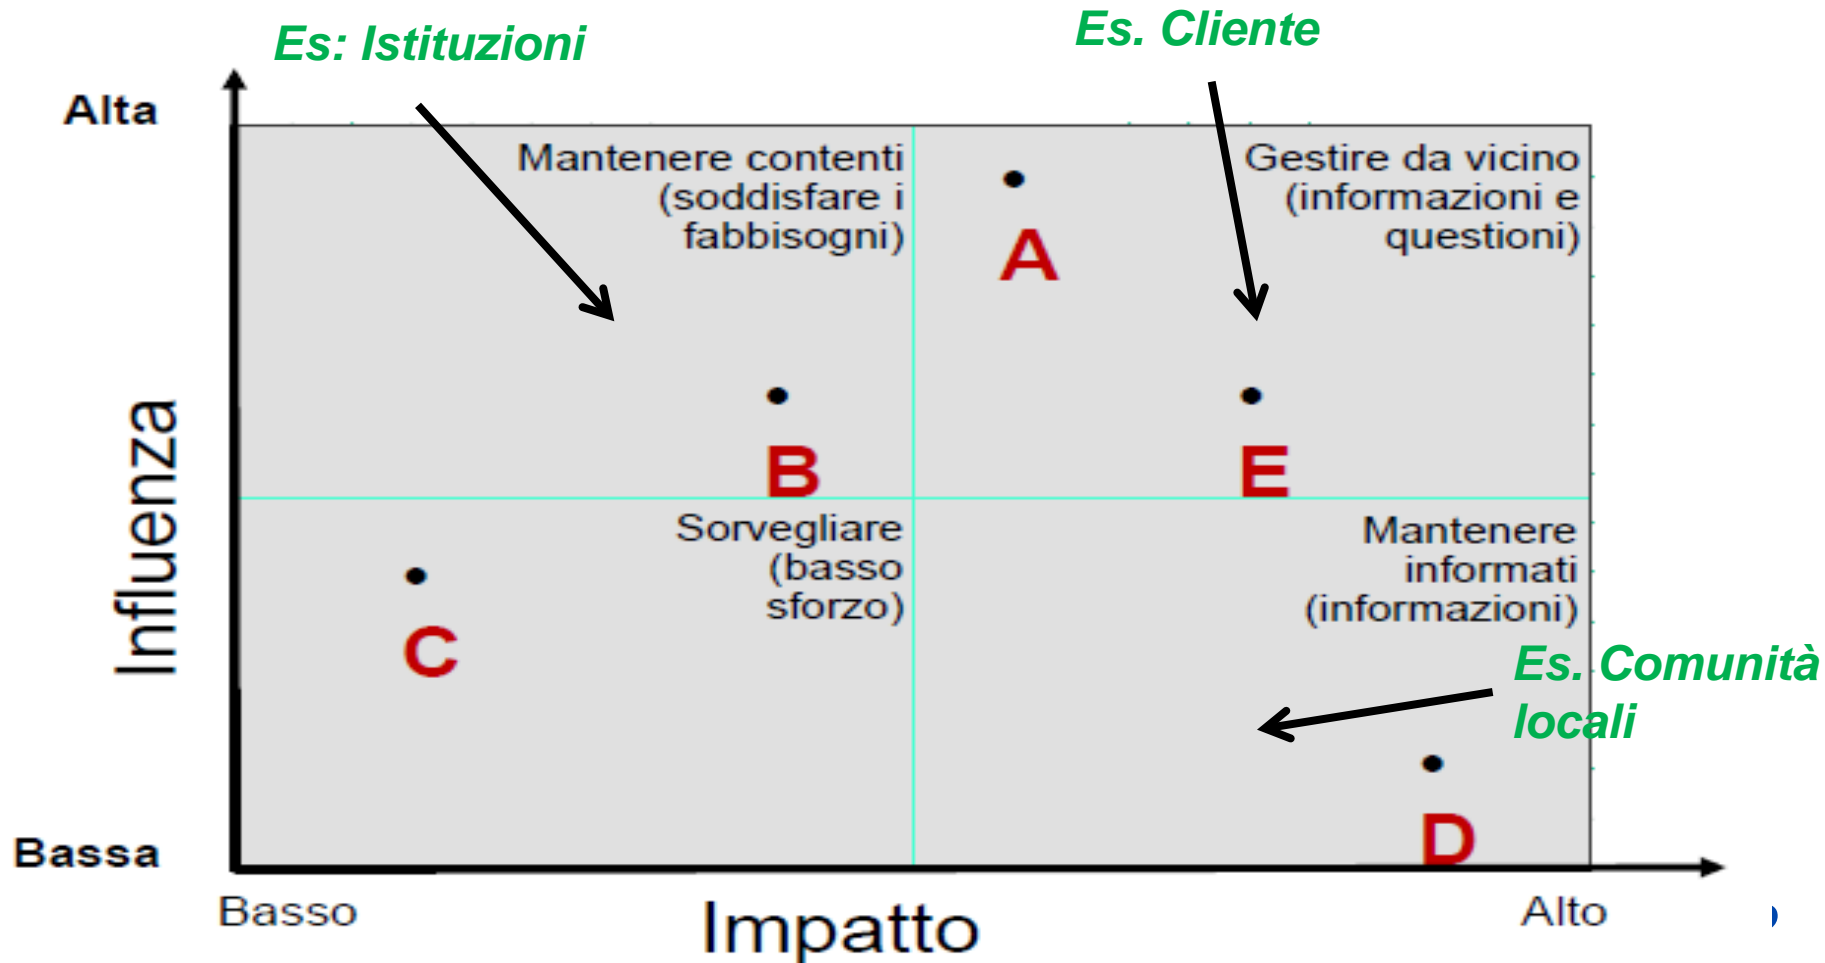 Es: Istituzioni
Es. Cliente
Alta
Mantenere contenti
(soddisfare i
fabbisogni)
Gestire da vicino
(informazioni e
questioni)
A
B
E
Influenza
Sorvegliare
(basso
sforzo)
Mantenere
informati
(informazioni)
C
Es. Comunità
locali
D
Bassa
Basso
Impatto
Alto